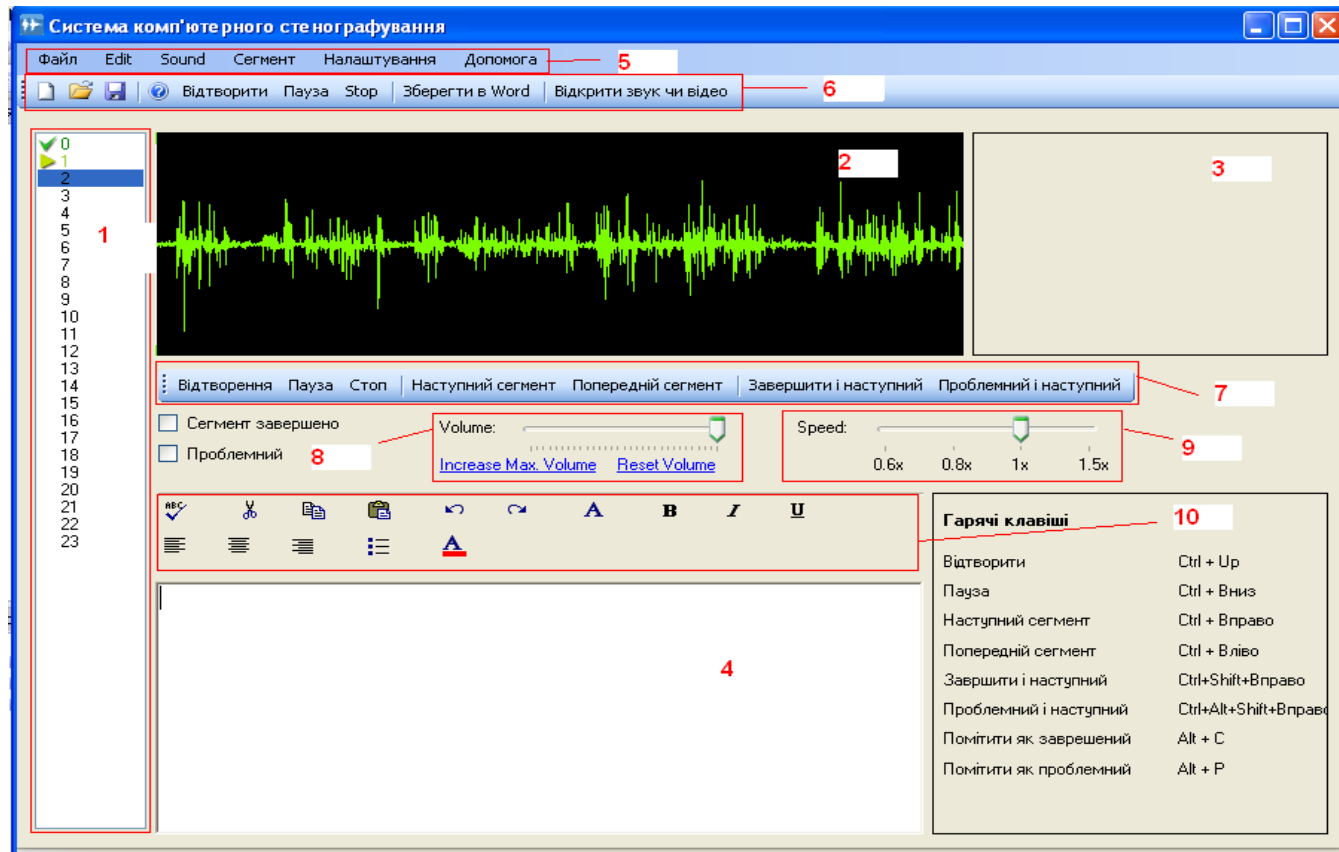 Система комп'ютерного стенографування
Файл Edit Sound Сегмент Налаштування Допомога
5
Відтворити Пауза Stop Зберегти в Word Відкрити звук чи відео
6
0
1
2
3
4
5
6
7
8
9
10
11
12
13
14
15
16
17
18
19
20
21
22
23
1
2
3
Відтворення Пауза Стоп Наступний сегмент Попередній сегмент Завершити і наступний Проблемний і наступний
7
Сегмент завершено
Проблемний
8
Volume:
Increase Max. Volume Reset Volume
Speed:
0.6x 0.8x 1x 1.5x
9
ABC A B I U
A
10
4
Гарячі клавіші
Відтворити Ctrl + Up
Пауза Ctrl + Вниз
Наступний сегмент Ctrl + Вправо
Попередній сегмент Ctrl + Вліво
Завршити і наступний Ctrl+Shift+Вправо
Проблемний і наступний Ctrl+Alt+Shift+Вправо
Помітити як заврешений Alt + C
Помітити як проблемний Alt + P